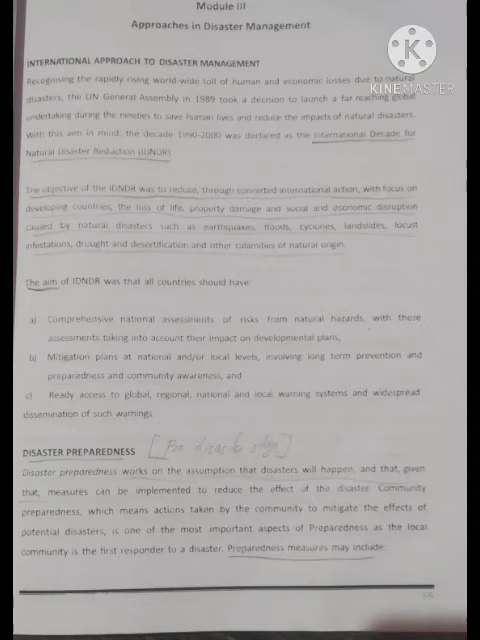 Module III
Approaches in Disaster Management
K
KINEMASTER
INTERNATIONAL APPROACH TO DISASTER MANAGEMENT
Recognising the rapidly rising world-wide toll of human and economic losses due to natural
disasters, the UN General Assembly in 1989 took a decision to launch a far reaching global
undertaking during the nineties to save human lives and reduce the impacts of natural disasters.
With this aim in mind, the decade 1990-2000 was declared as the International Decade for
Natural Disaster Reduction (IDNDR).
The objective of the IDNDR was to reduce, through concerted international action, with focus on
developing countries, the loss of life, property damage and social and economic disruption
caused by natural disasters such as earthquakes, floods, cyclones, landslides, locust
infestations, drought and desertification and other calamities of natural origin.
The aim of IDNDR was that all countries should have
a) Comprehensive national assessments of risks from natural hazards, with these
assessments taking into account their impact on developmental plans,
b) Mitigation plans at national and/or local levels, involving long term prevention and
preparedness and community awareness, and
c) Ready access to global, regional, national and local warning systems and widespread
dissemination of such warnings
DISASTER PREPAREDNESS [Pre
Disaster preparedness works on the assumption that disasters will happen, and that, given
that, measures can be implemented to reduce the effect of the disaster. Community
preparedness, which means actions taken by the community to mitigate the effects of
potential disasters, is one of the most important aspects of Preparedness as the local
community is the first responder to a disaster. Preparedness measures may include: